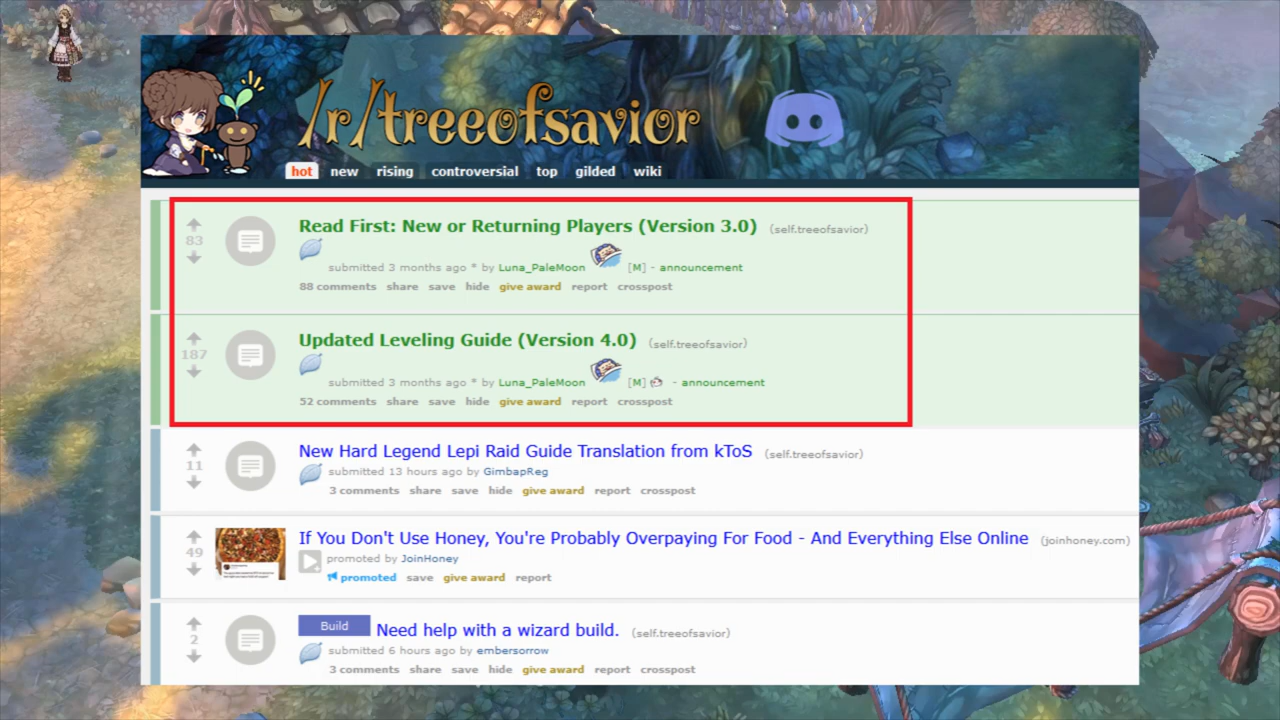 /r/treeofsavior
hot new rising controversial top gilded wiki
83
Read First: New or Returning Players (Version 3.0) (self.treeofsavior)
submitted 3 months ago * by Luna_PaleMoon [M] - announcement
88 comments share save hide give award report crosspost
187
Updated Leveling Guide (Version 4.0) (self.treeofsavior)
submitted 3 months ago * by Luna_PaleMoon [M] - announcement
52 comments share save hide give award report crosspost
11
New Hard Legend Lepi Raid Guide Translation from kToS (self.treeofsavior)
submitted 13 hours ago by GimbapReg
3 comments share save hide give award report crosspost
49
If You Don't Use Honey, You're Probably Overpaying For Food - And Everything Else Online (joinhoney.com)
promoted by JoinHoney
promoted save give award report
2
Build Need help with a wizard build. (self.treeofsavior)
submitted 6 hours ago by embersorrow
3 comments share save hide give award report crosspost